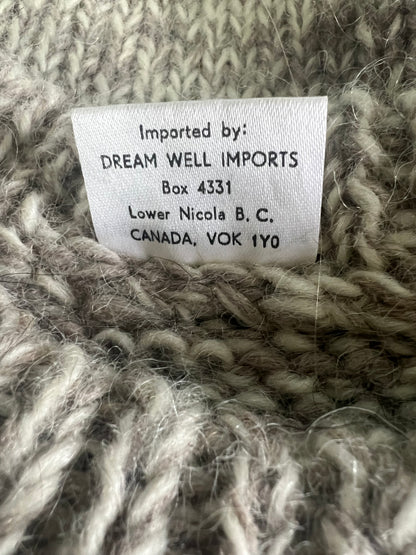 Imported by:
DREAM WELL IMPORTS
Box 4331
Lower Nicola B. C.
CANADA, VOK 1Y0